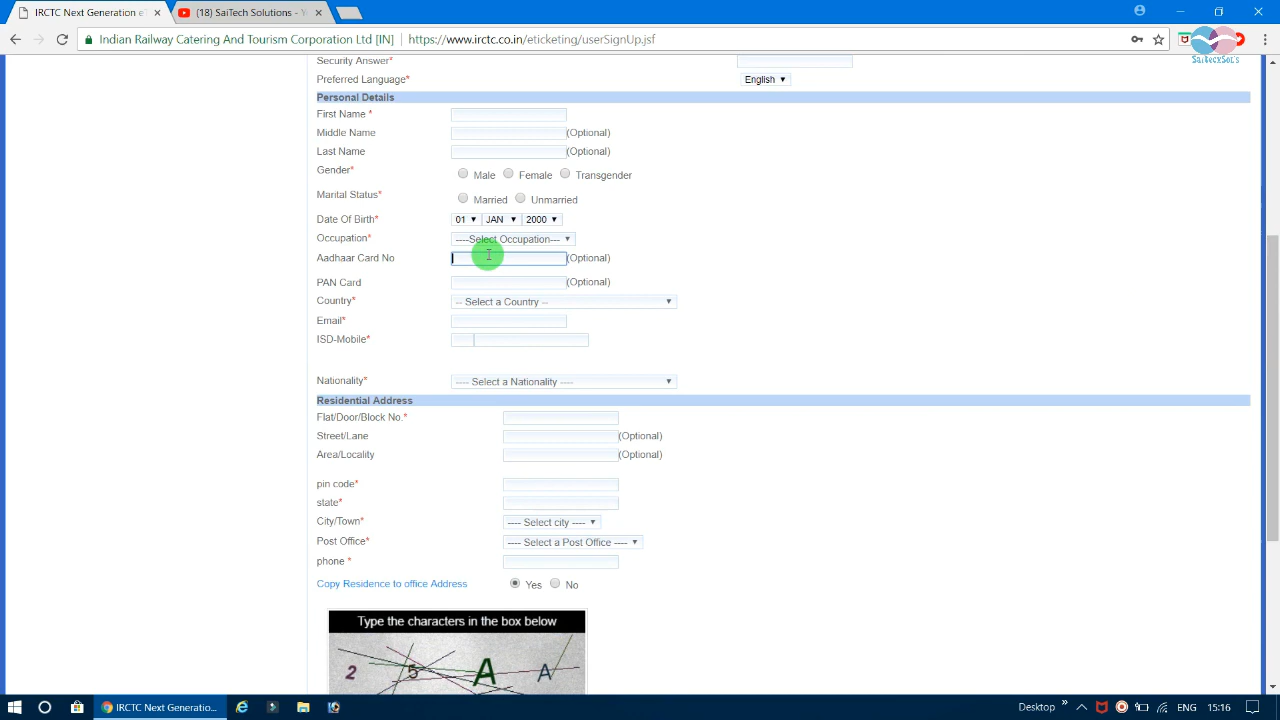 IRCTC Next Generation eT
(18) SaiTech Solutions - Y
Indian Railway Catering And Tourism Corporation Ltd [IN]
https://www.irctc.co.in/eticketing/userSignUp.jsf
SaiTechSol's
Security Answer*
Preferred Language* English
Personal Details
First Name *
Middle Name (Optional)
Last Name (Optional)
Gender* Male Female Transgender
Marital Status* Married Unmarried
Date Of Birth* 01 JAN 2000
Occupation* ----Select Occupation---
Aadhaar Card No (Optional)
PAN Card (Optional)
Country* -- Select a Country --
Email*
ISD-Mobile*
Nationality* ---- Select a Nationality ----
Residential Address
Flat/Door/Block No.*
Street/Lane (Optional)
Area/Locality (Optional)
pin code*
state*
City/Town* ---- Select city ----
Post Office* ---- Select a Post Office ----
phone *
Copy Residence to office Address Yes No
Type the characters in the box below
2 5 A A
IRCTC Next Generatio...
Desktop
ENG
15:16